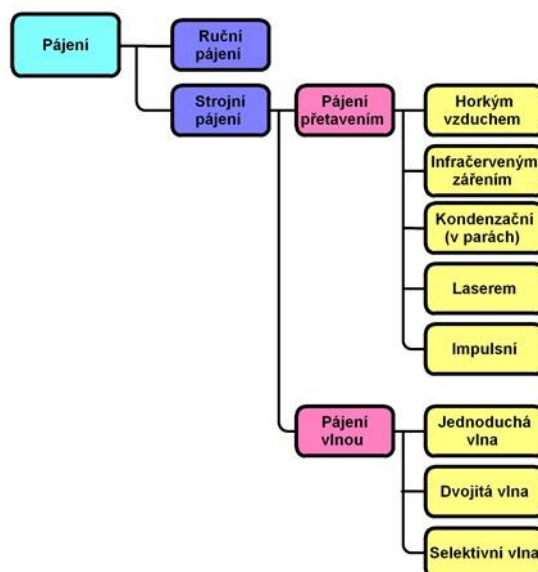 Pájení
Ruční
pájení
Strojní
pájení
Pájení
přetavením
Horkým
vzduchem
Infračerveným
zářením
Kondenzační
(v parách)
Laserem
Impulsní
Pájení
vlnou
Jednoduchá
vlna
Dvojitá vlna
Selektivní vlna